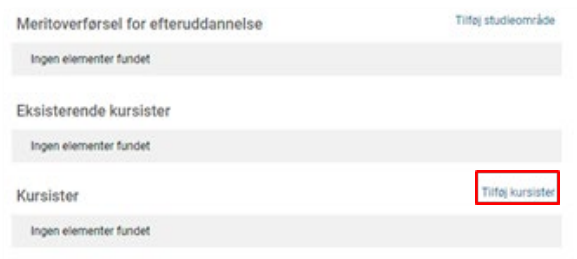 Meritoverførsel for efteruddannelse
Tilføj studieområde
Ingen elementer fundet
Eksisterende kursister
Ingen elementer fundet
Kursister
Tilføj kursister
Ingen elementer fundet